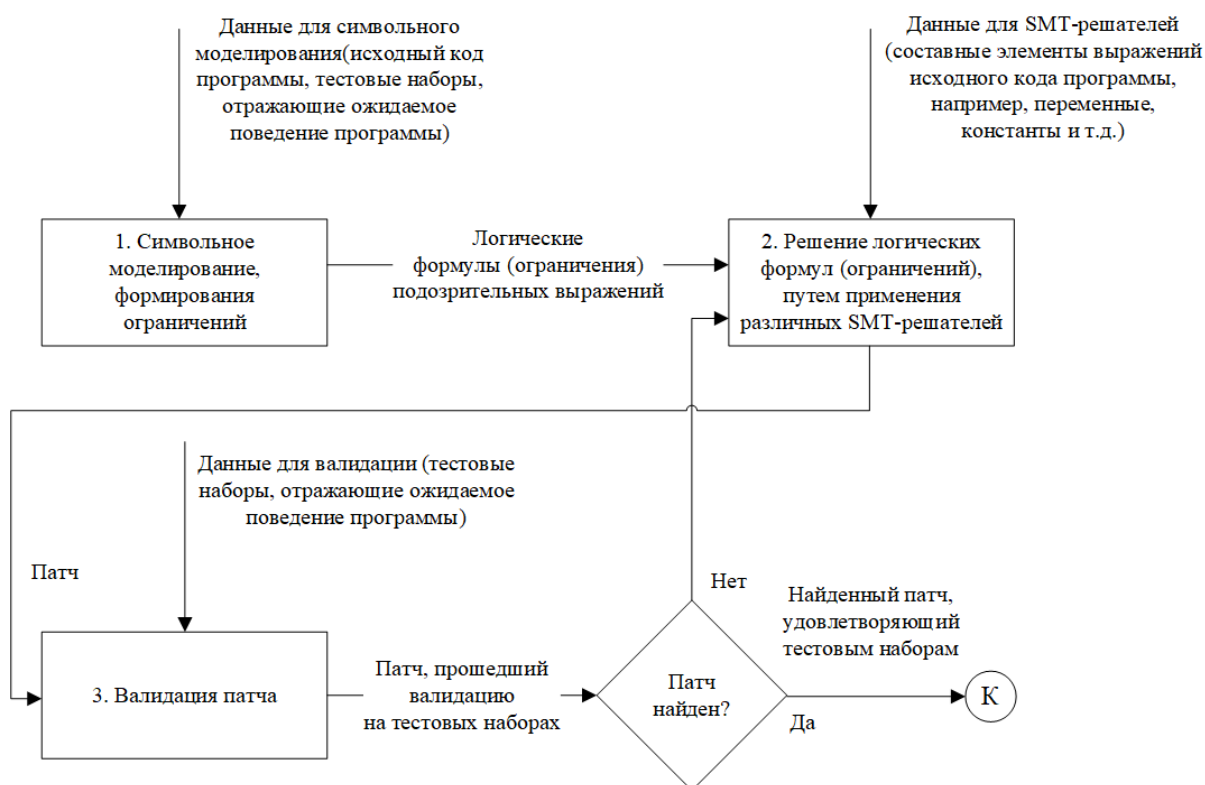 Данные для символьного
моделирования(исходный код
программы, тестовые наборы,
отражающие ожидаемое
поведение программы)
Данные для SMT-решателей
(составные элементы выражений
исходного кода программы,
например, переменные,
константы и т.д.)
1. Символьное
моделирование,
формирования
ограничений
Логические
формулы (ограничения)
подозрительных выражений
2. Решение логических
формул (ограничений),
путем применения
различных SMT-решателей
Данные для валидации (тестовые
наборы, отражающие ожидаемое
поведение программы)
Патч
3. Валидация патча
Патч, прошедший
валидацию
на тестовых наборах
Патч
найден?
Нет
Найденный патч,
удовлетворяющий
тестовым наборам
Да
К